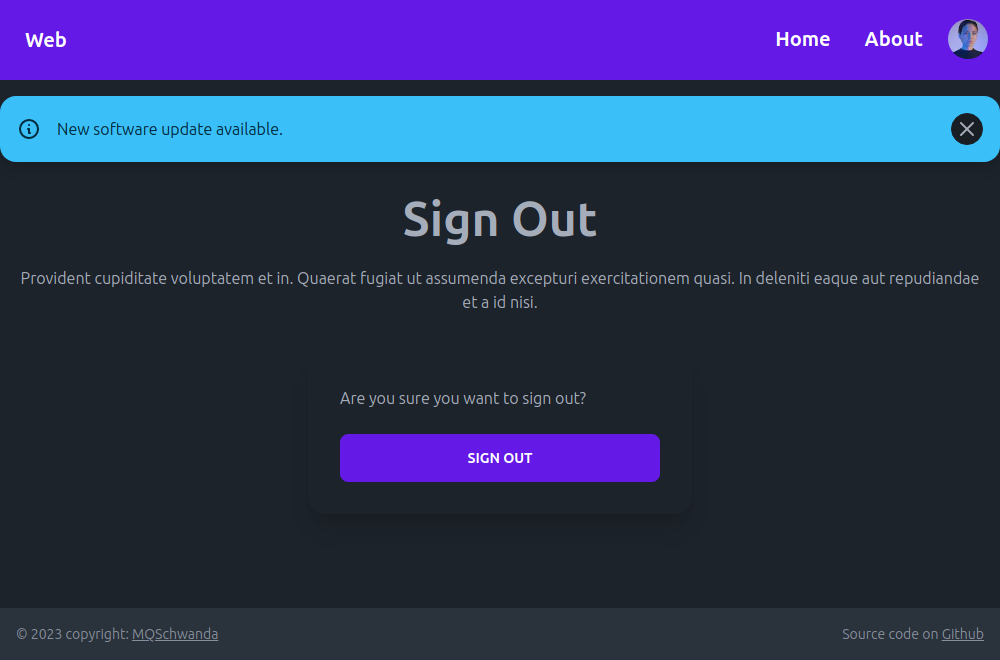 Web
Home
About
New software update available.
Sign Out
Provident cupiditate voluptatem et in. Quaerat fugiat ut assumenda excepturi exercitationem quasi. In deleniti eaque aut repudiandae
et a id nisi.
Are you sure you want to sign out?
SIGN OUT
© 2023 copyright: MQSchwanda
Source code on Github